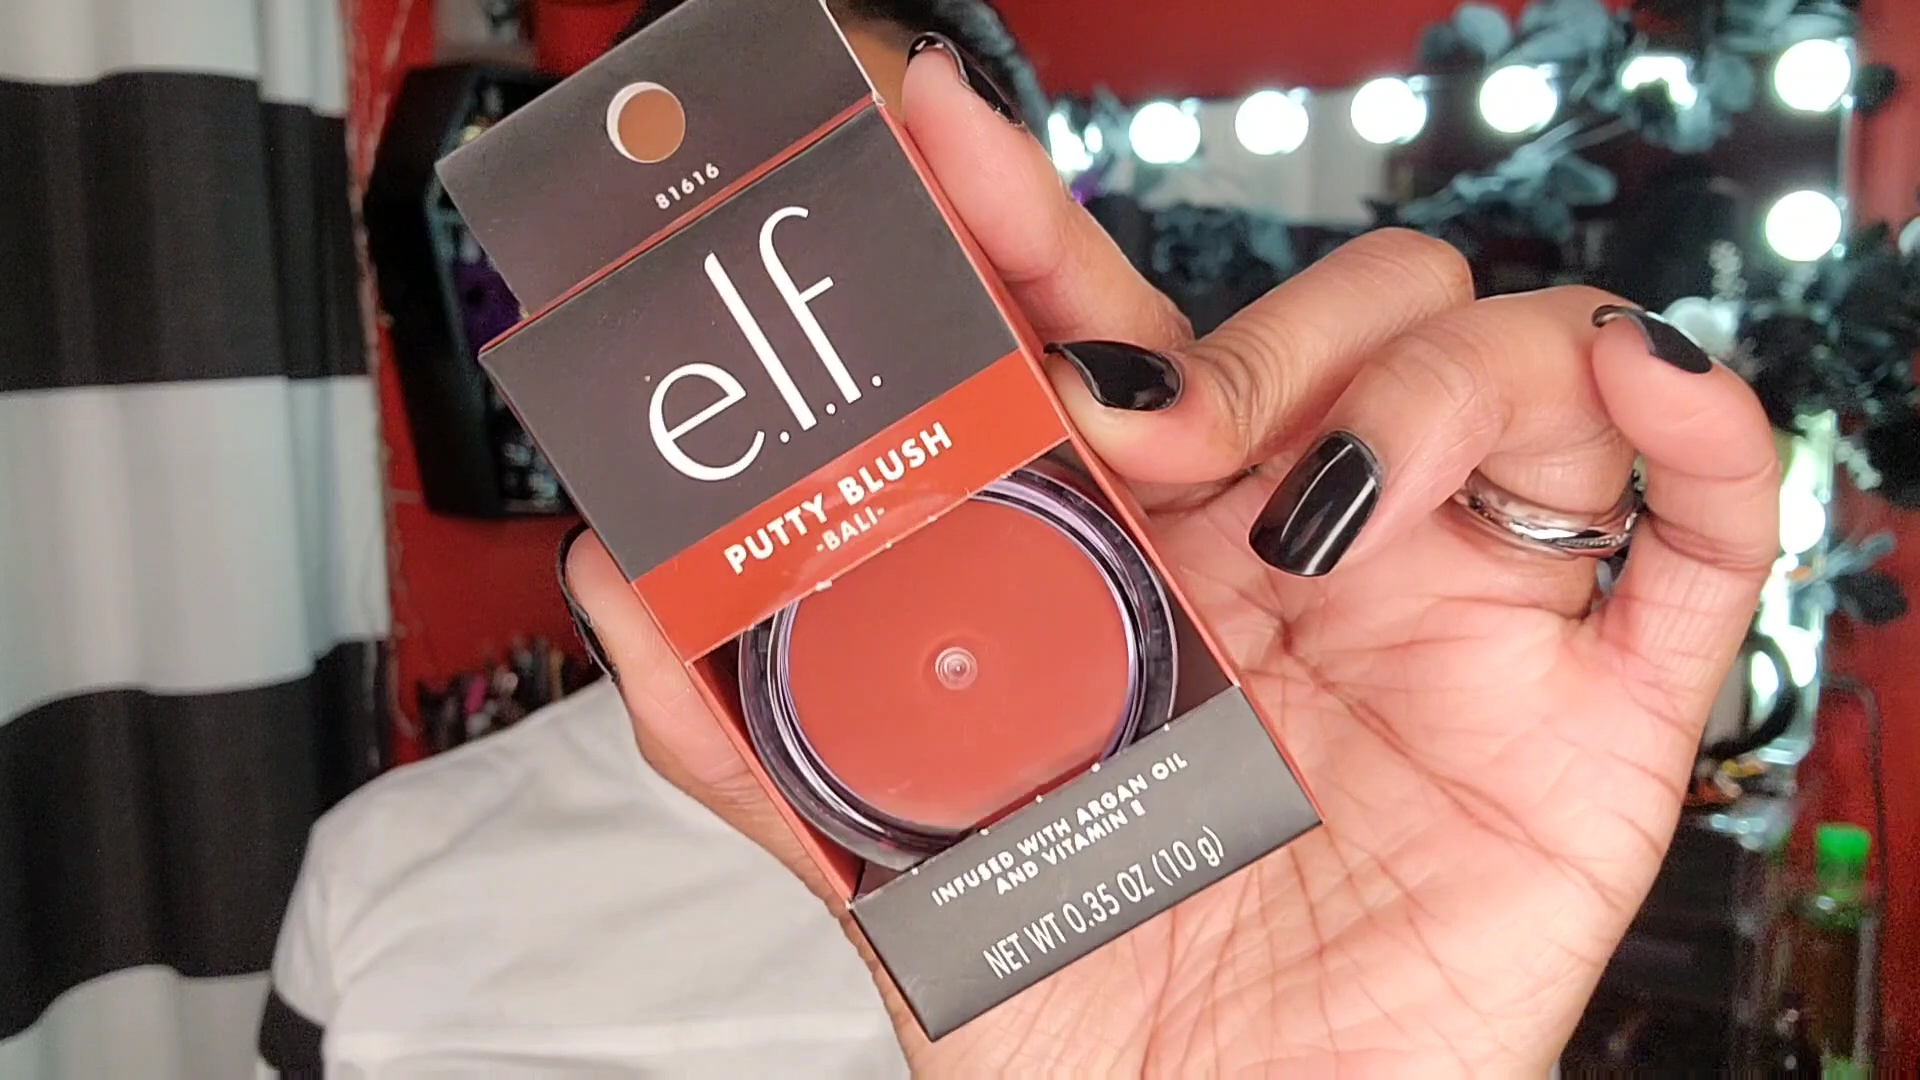 81616
e.l.f.
PUTTY BLUSH
-BALI-
INFUSED WITH ARGAN OIL
AND VITAMIN E
NET WT 0.35 OZ (10 g)